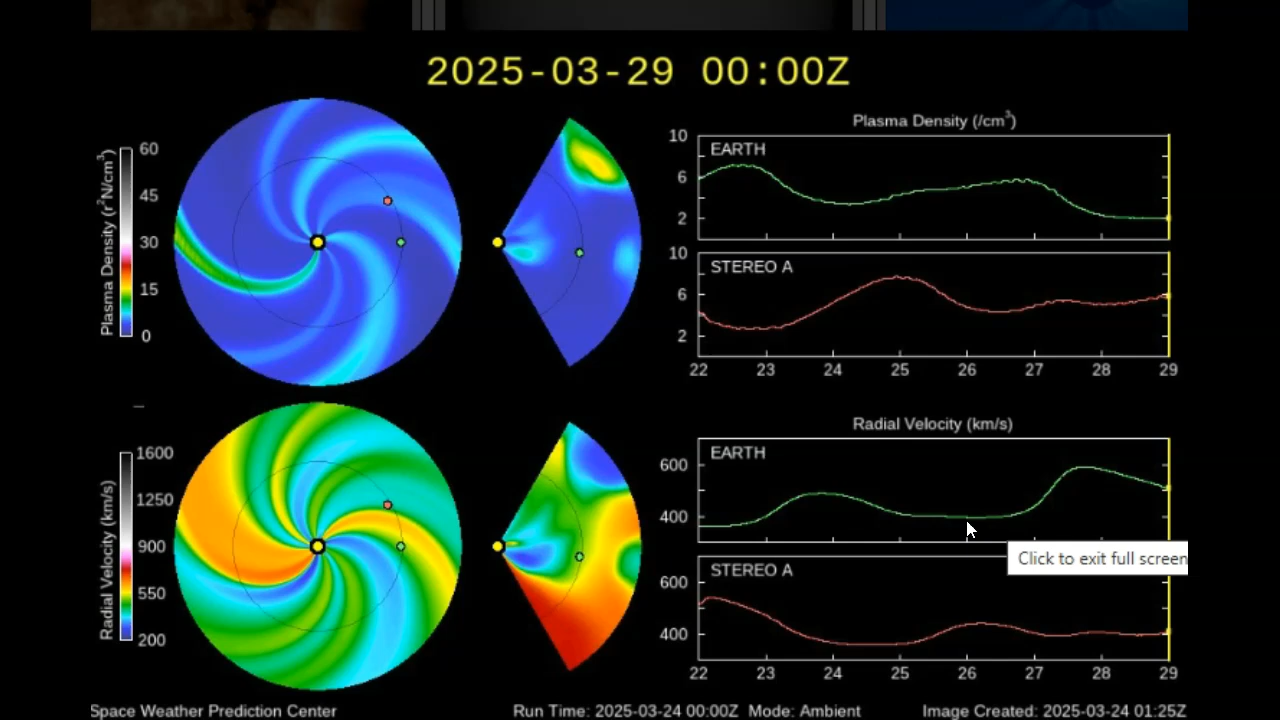 2025-03-29 00:00Z
Plasma Density (r²N/cm³)
60
45
30
15
0
Plasma Density (/cm³)
10
6
2
EARTH
10
6
2
STEREO A
22 23 24 25 26 27 28 29
Radial Velocity (km/s)
1600
1250
900
550
200
Radial Velocity (km/s)
600
400
EARTH
Click to exit full screen
600
400
STEREO A
22 23 24 25 26 27 28 29
Space Weather Prediction Center
Run Time: 2025-03-24 00:00Z Mode: Ambient
Image Created: 2025-03-24 01:25Z